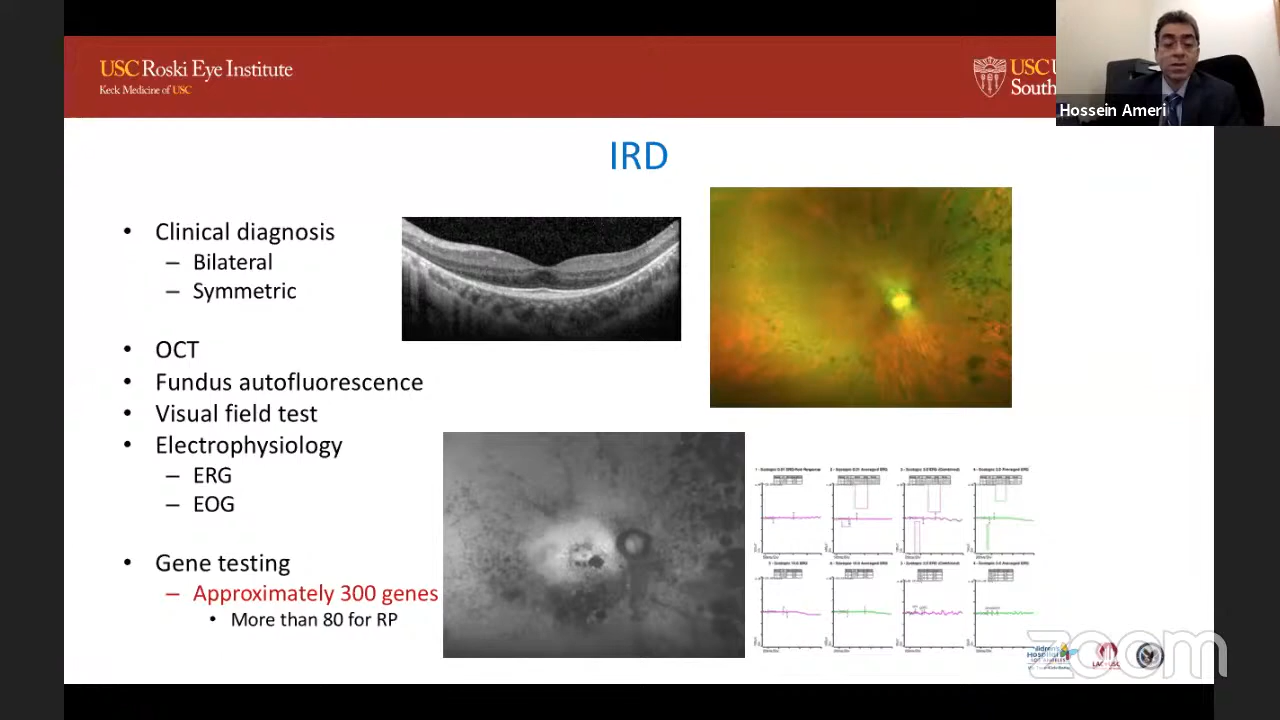 USC Roski Eye Institute
Keck Medicine of USC
USC
South
Hossein Ameri
IRD
• Clinical diagnosis
– Bilateral
– Symmetric
• OCT
• Fundus autofluorescence
• Visual field test
• Electrophysiology
– ERG
– EOG
• Gene testing
– Approximately 300 genes
• More than 80 for RP
zoom